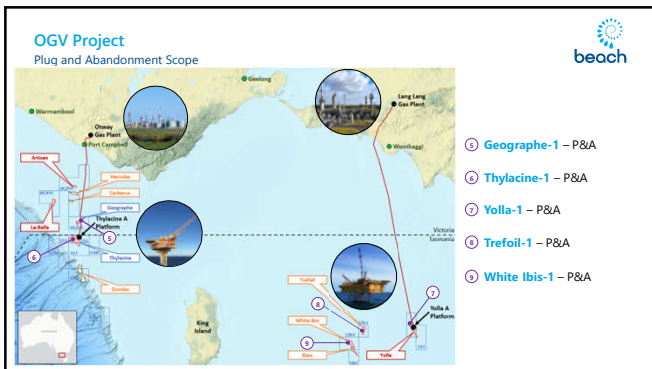 OGV Project
Plug and Abandonment Scope
beach
Geelong
Lang Lang
Gas Plant
Warrnambool
Otway
Gas Plant
Port Campbell
Wonthaggi
Artisan
Hercules
Cerberus
Geographe
La Bella
Thylacine A
Platform
5
Victoria
Tasmania
6
Thylacine
Dundas
King
Island
Trefoil
8
7
Yolla A
Platform
White Ibis
9
Bass
Yolla
5 Geographe-1 – P&A
6 Thylacine-1 – P&A
7 Yolla-1 – P&A
8 Trefoil-1 – P&A
9 White Ibis-1 – P&A